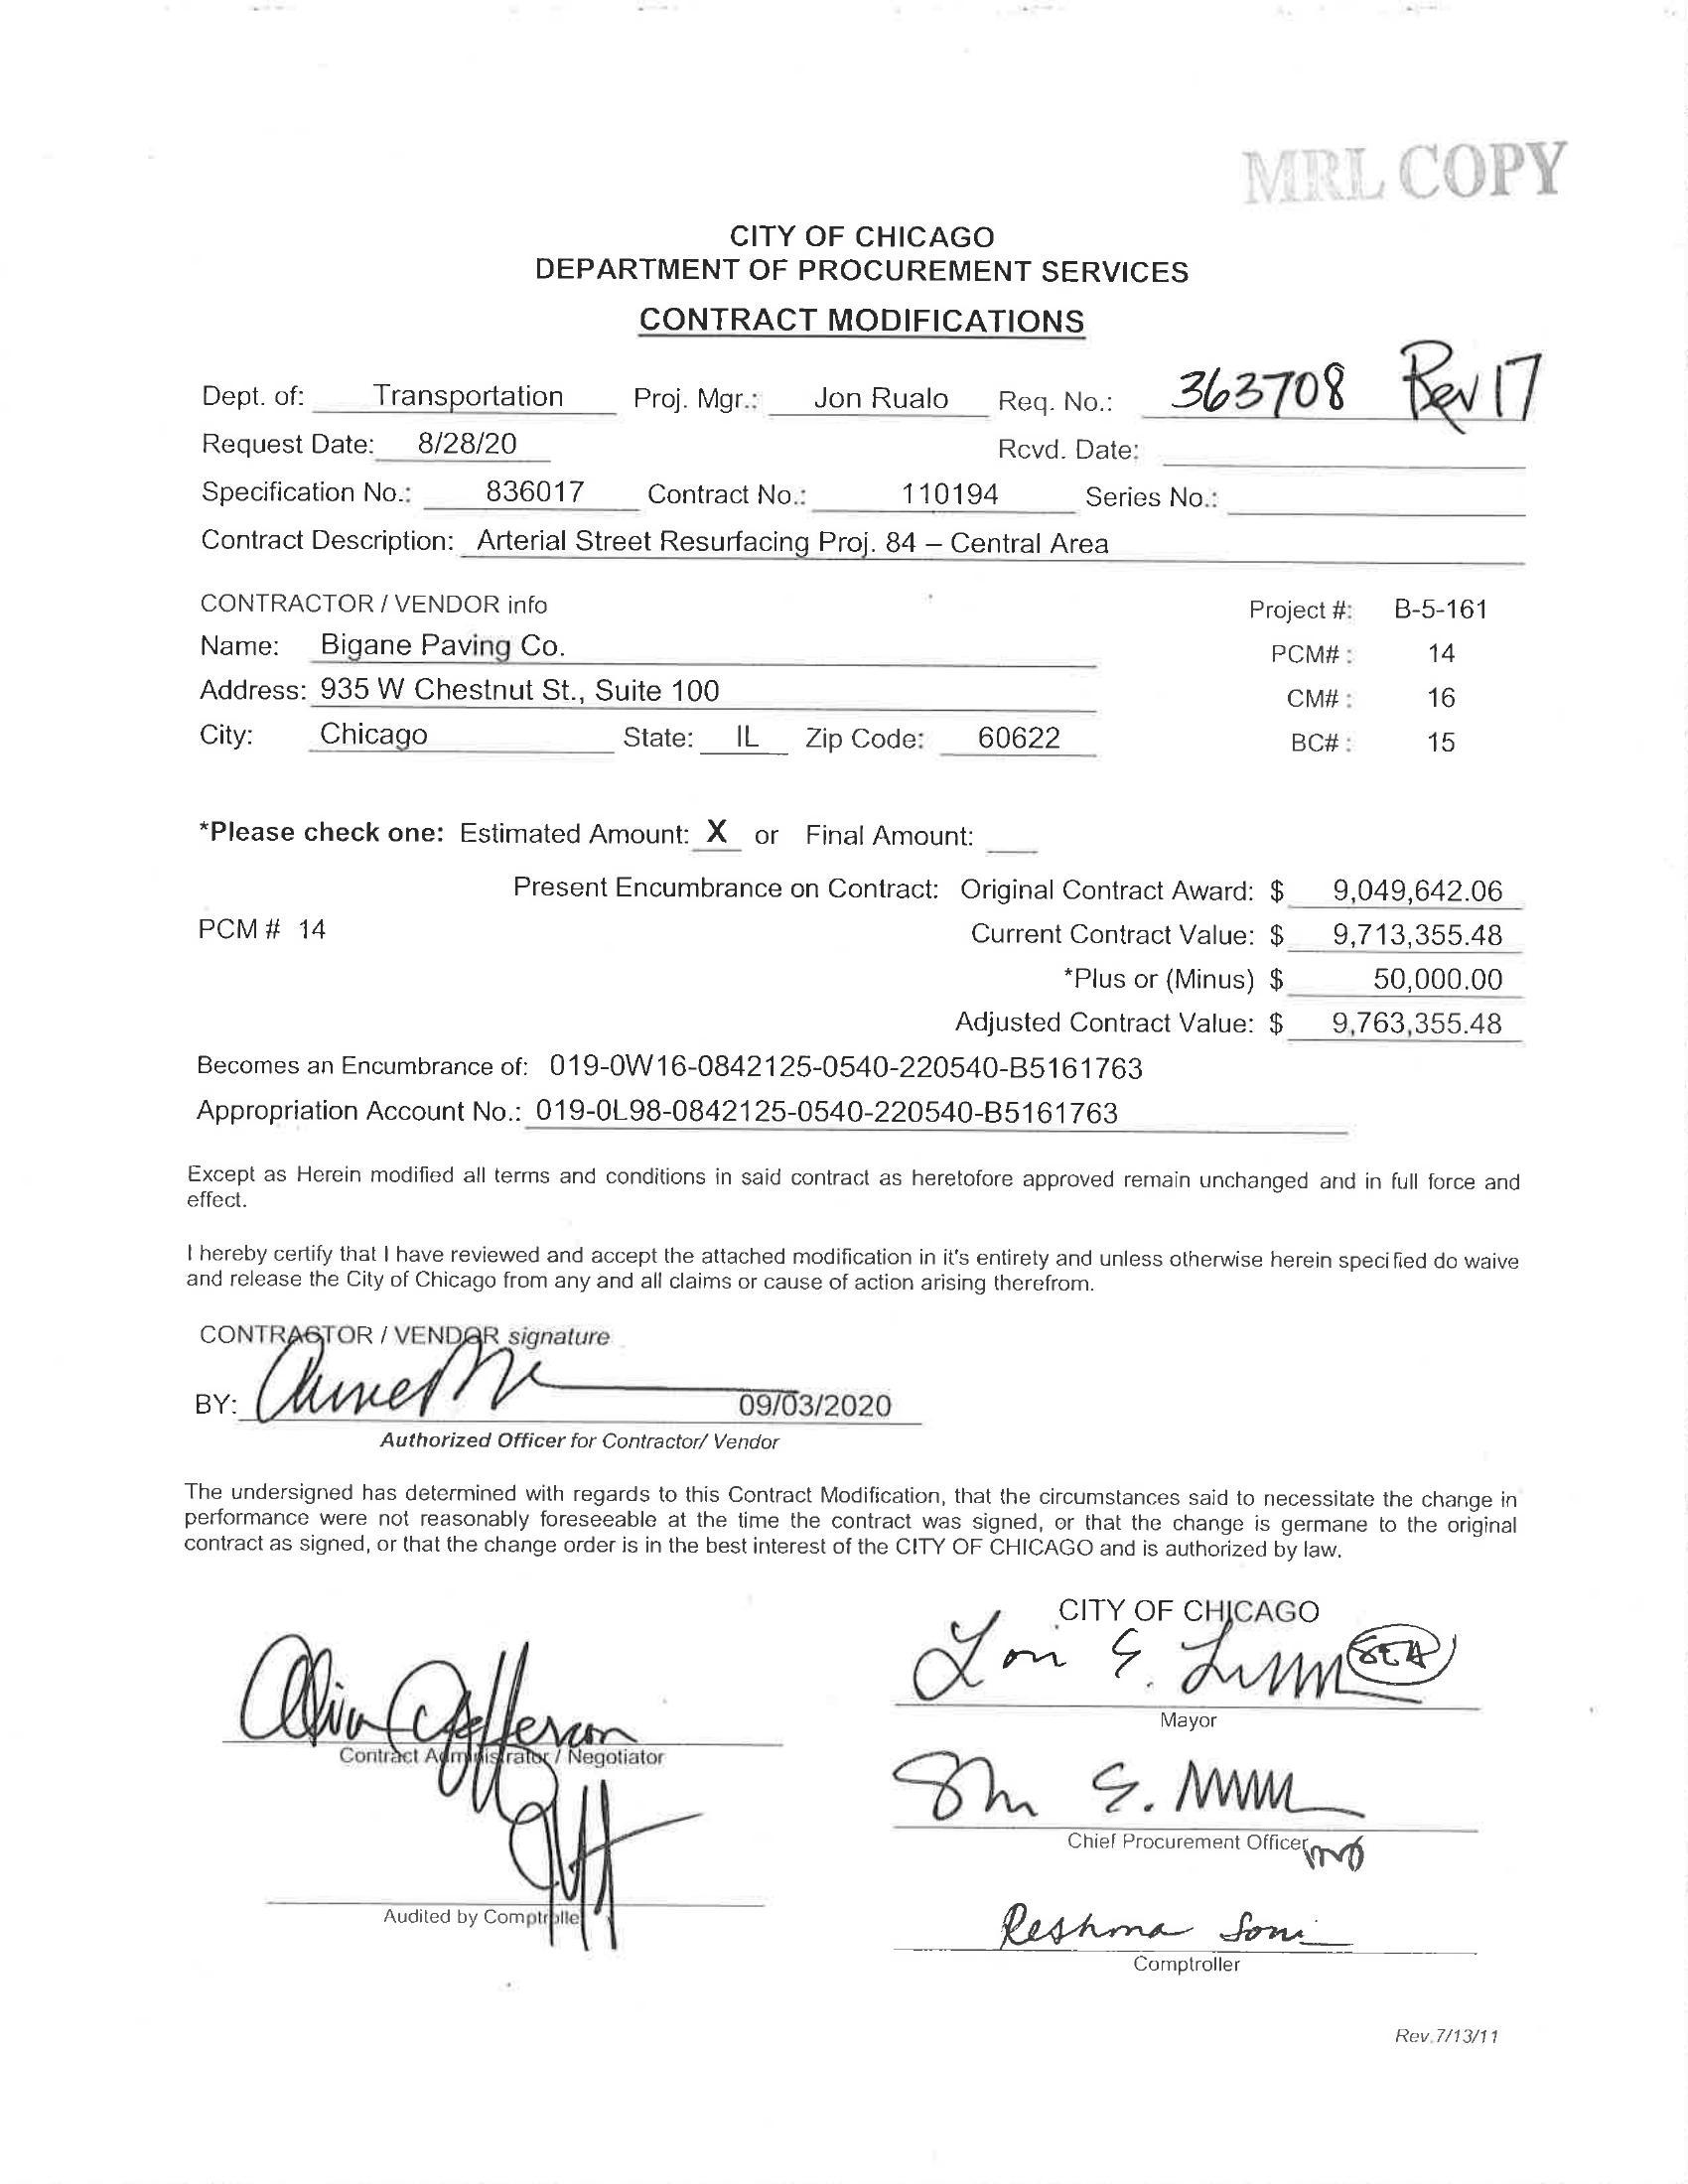 MRL COPY
CITY OF CHICAGO
DEPARTMENT OF PROCUREMENT SERVICES
CONTRACT MODIFICATIONS
Dept. of: Transportation Proj. Mgr.: Jon Rualo Req. No.: 363708 Rev 17
Request Date: 8/28/20 Rcvd. Date:
Specification No.: 836017 Contract No.: 110194 Series No.:
Contract Description: Arterial Street Resurfacing Proj. 84 – Central Area
CONTRACTOR / VENDOR info Project #: B-5-161
Name: Bigane Paving Co. PCM# : 14
Address: 935 W Chestnut St., Suite 100 CM# : 16
City: Chicago State: IL Zip Code: 60622 BC# : 15
*Please check one: Estimated Amount: X or Final Amount:
Present Encumbrance on Contract: Original Contract Award: $ 9,049,642.06
PCM # 14 Current Contract Value: $ 9,713,355.48
*Plus or (Minus) $ 50,000.00
Adjusted Contract Value: $ 9,763,355.48
Becomes an Encumbrance of: 019-0W16-0842125-0540-220540-B5161763
Appropriation Account No.: 019-0L98-0842125-0540-220540-B5161763
Except as Herein modified all terms and conditions in said contract as heretofore approved remain unchanged and in full force and
effect.
I hereby certify that I have reviewed and accept the attached modification in it's entirety and unless otherwise herein specified do waive
and release the City of Chicago from any and all claims or cause of action arising therefrom.
CONTRACTOR / VENDOR signature
BY: 09/03/2020
Authorized Officer for Contractor/ Vendor
The undersigned has determined with regards to this Contract Modification, that the circumstances said to necessitate the change in
performance were not reasonably foreseeable at the time the contract was signed, or that the change is germane to the original
contract as signed, or that the change order is in the best interest of the CITY OF CHICAGO and is authorized by law.
CITY OF CHICAGO
Mayor
Contract Administrator / Negotiator
Chief Procurement Officer
Audited by Comptroller
Reshma Soni
Comptroller
Rev.7/13/11